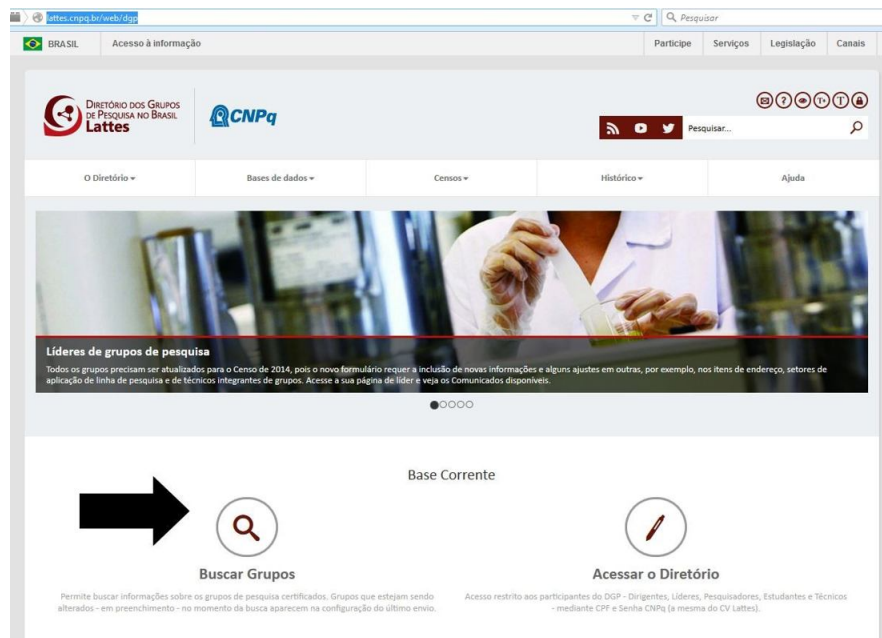 lattes.cnpq.br/web/dgp
Pesquisar
BRASIL
Acesso à informação
Participe
Serviços
Legislação
Canais
DIRETÓRIO DOS GRUPOS
DE PESQUISA NO BRASIL
Lattes
CNPq
Pesquisar...
O Diretório
Bases de dados
Censos
Histórico
Ajuda
Líderes de grupos de pesquisa
Todos os grupos precisam ser atualizados para o Censo de 2014, pois o novo formulário requer a inclusão de novas informações e alguns ajustes em outras, por exemplo, nos itens de endereço, setores de
aplicação de linha de pesquisa e de técnicos integrantes de grupos. Acesse a sua página de líder e veja os Comunicados disponíveis.
Base Corrente
Buscar Grupos
Permite buscar informações sobre os grupos de pesquisa certificados. Grupos que estejam sendo
alterados - em preenchimento - no momento da busca aparecem na configuração do último envio.
Acessar o Diretório
Acesso restrito aos participantes do DGP - Dirigentes, Líderes, Pesquisadores, Estudantes e Técnicos
- mediante CPF e Senha CNPq (a mesma do CV Lattes).